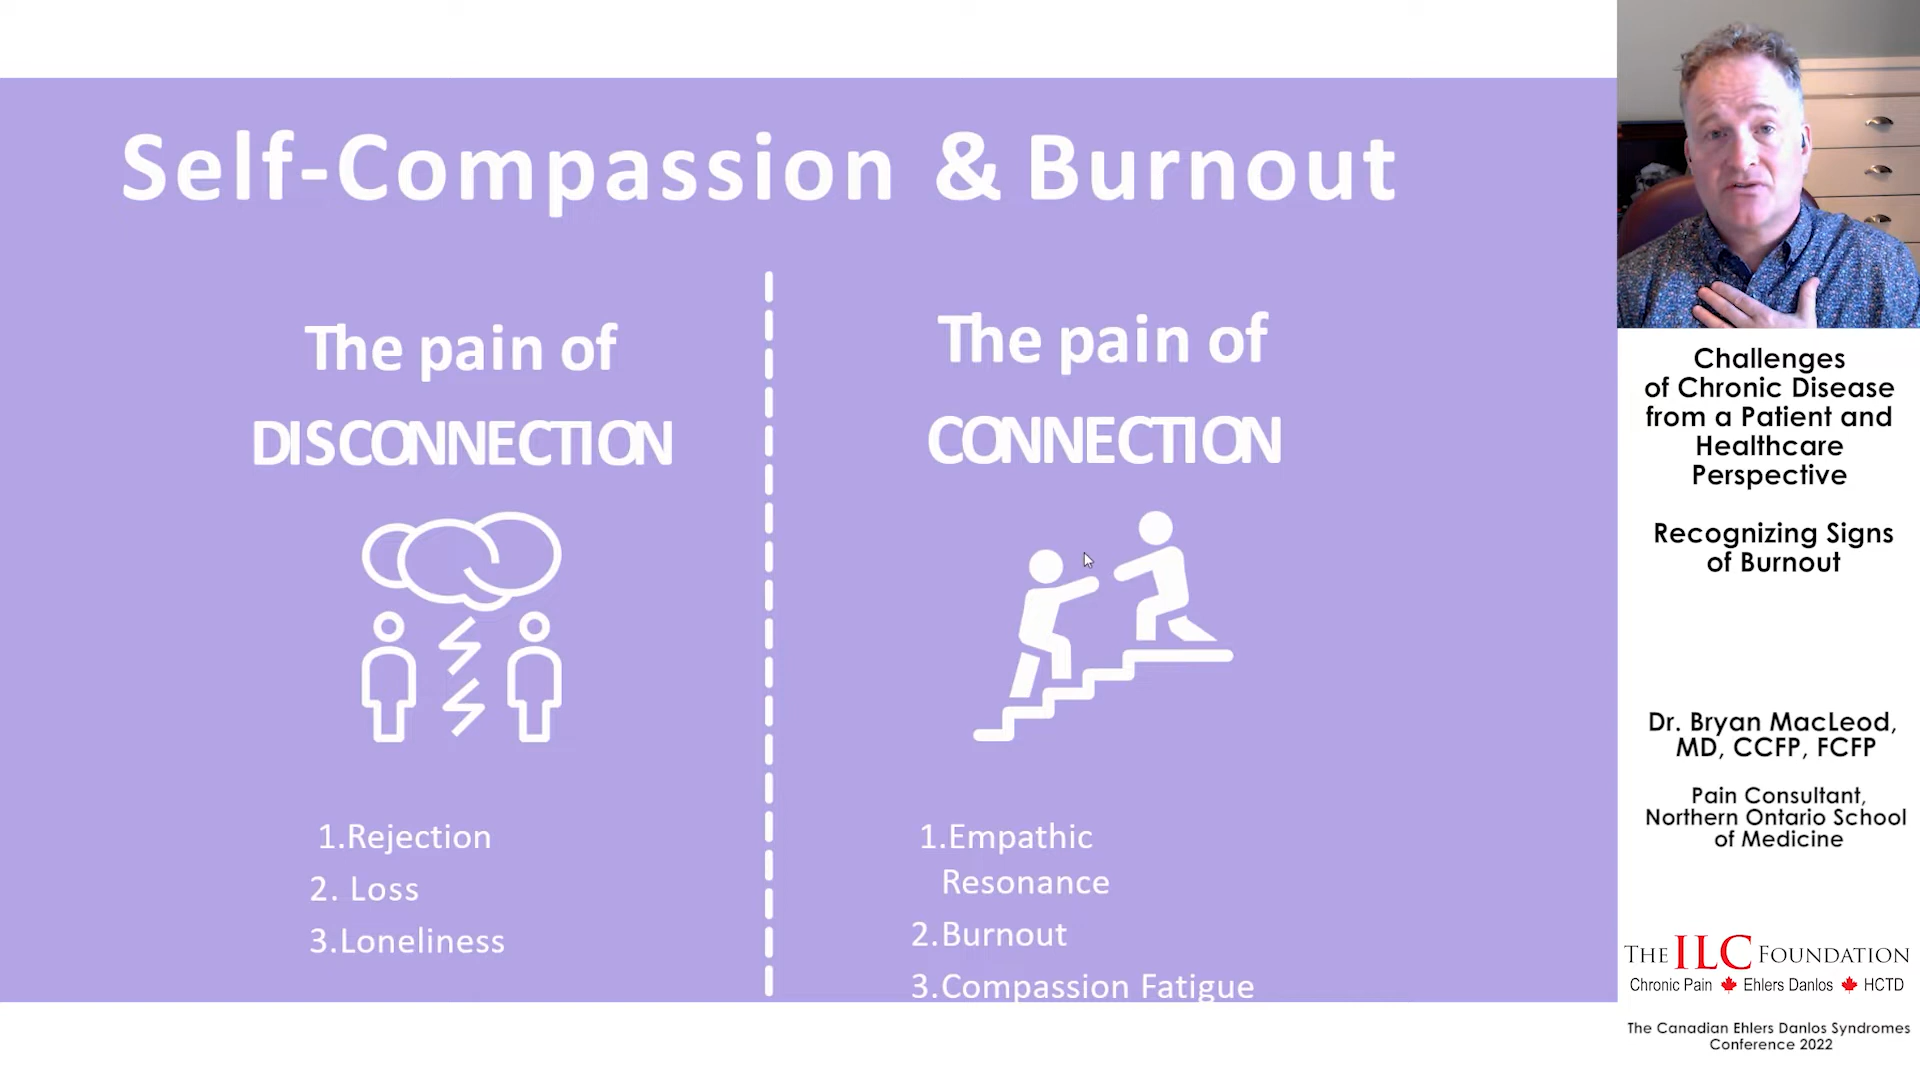 Self-Compassion & Burnout
The pain of
DISCONNECTION
1.Rejection
2. Loss
3.Loneliness
The pain of
CONNECTION
1.Empathic
Resonance
2.Burnout
3.Compassion Fatigue
Challenges
of Chronic Disease
from a Patient and
Healthcare
Perspective
Recognizing Signs
of Burnout
Dr. Bryan MacLeod,
MD, CCFP, FCFP
Pain Consultant,
Northern Ontario School
of Medicine
THE ILC FOUNDATION
Chronic Pain Ehlers Danlos HCTD
The Canadian Ehlers Danlos Syndromes
Conference 2022